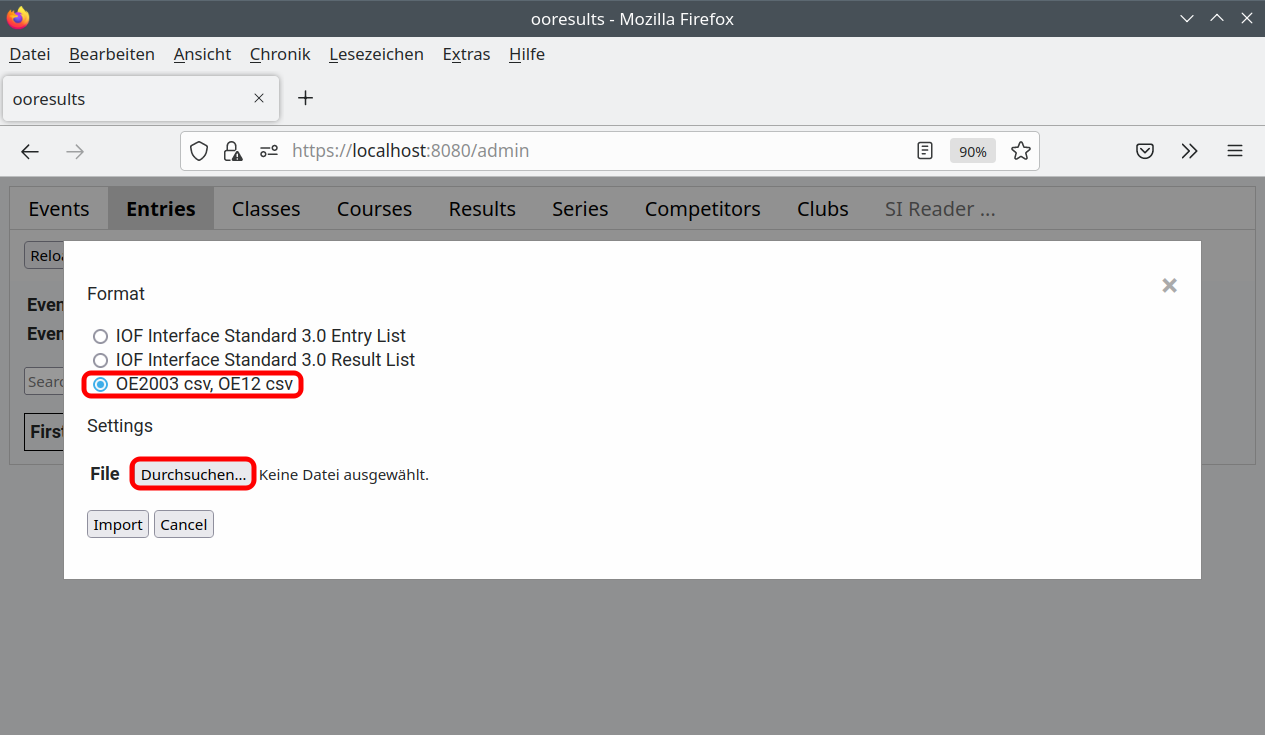 ooresults - Mozilla Firefox
Datei Bearbeiten Ansicht Chronik Lesezeichen Extras Hilfe
ooresults
https://localhost:8080/admin 90%
Events Entries Classes Courses Results Series Competitors Clubs SI Reader ...
Reloa
Format
Even
IOF Interface Standard 3.0 Entry List
Even
IOF Interface Standard 3.0 Result List
Searc
OE2003 csv, OE12 csv
Settings
First
File Durchsuchen... Keine Datei ausgewählt.
Import Cancel